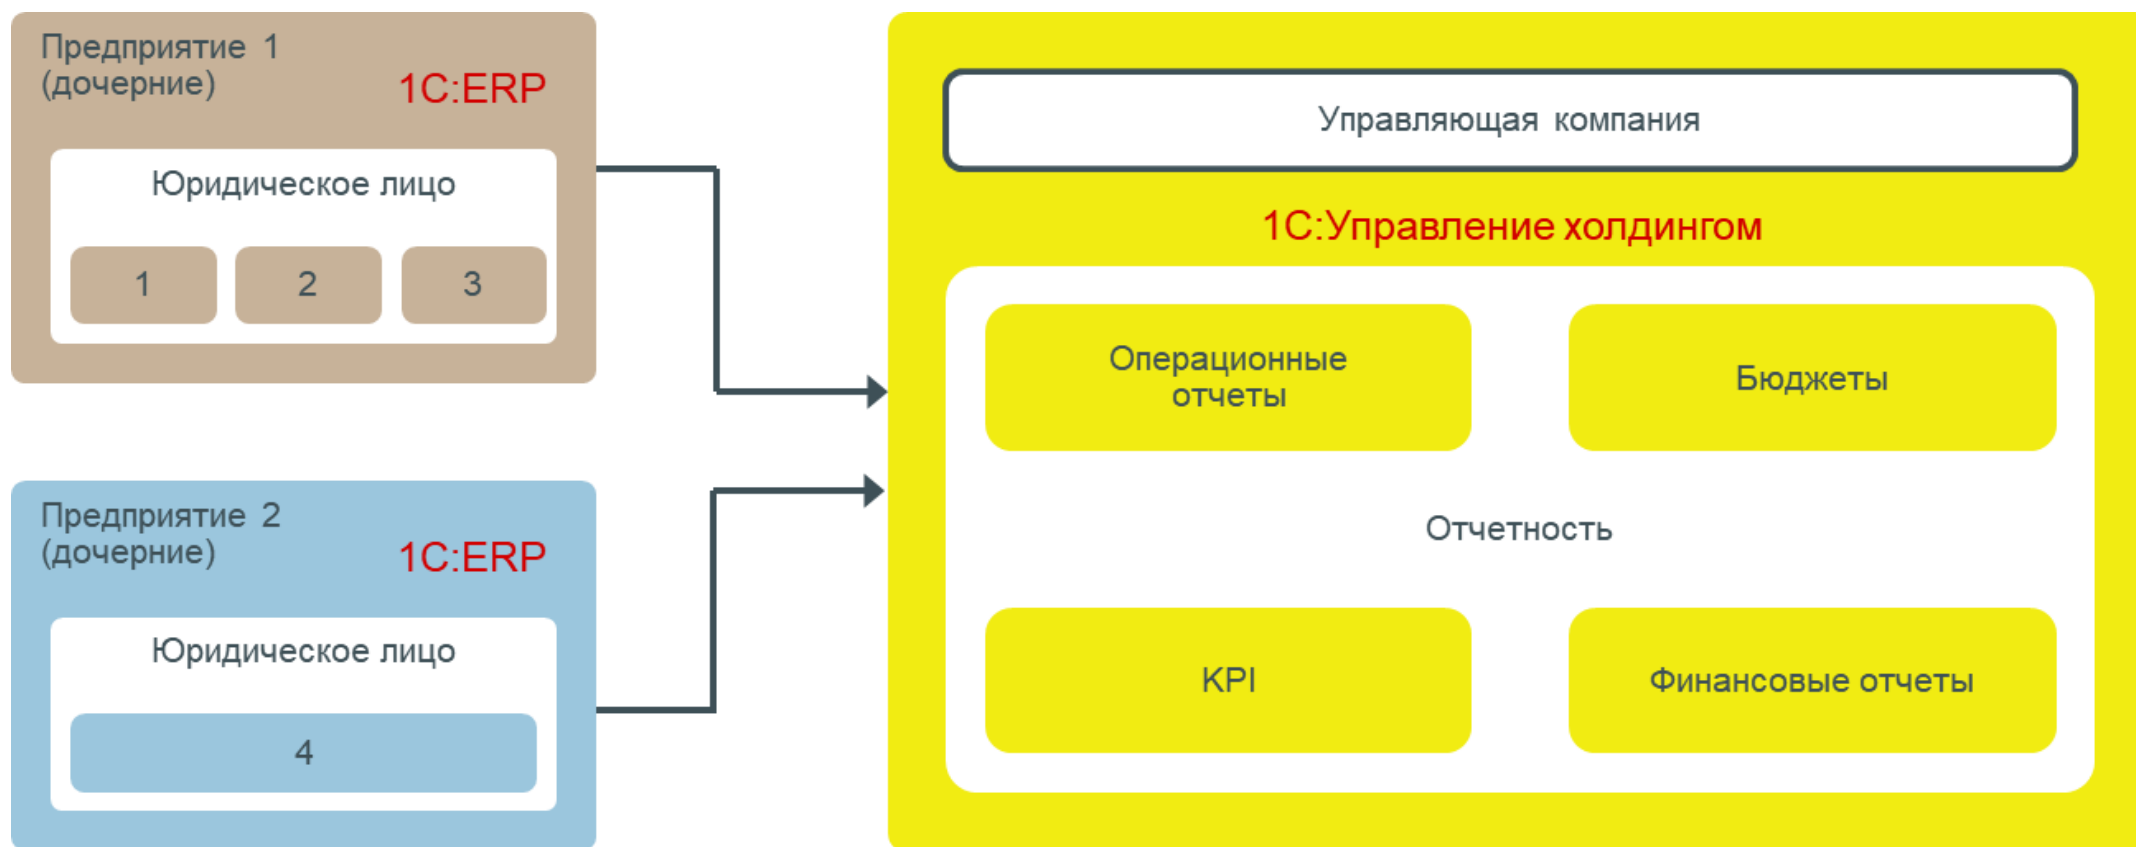 Предприятие 1
(дочерние)
1С:ERP
Юридическое лицо
1
2
3
Предприятие 2
(дочерние)
1С:ERP
Юридическое лицо
4
Управляющая компания
1С:Управление холдингом
Операционные
отчеты
Бюджеты
Отчетность
KPI
Финансовые отчеты